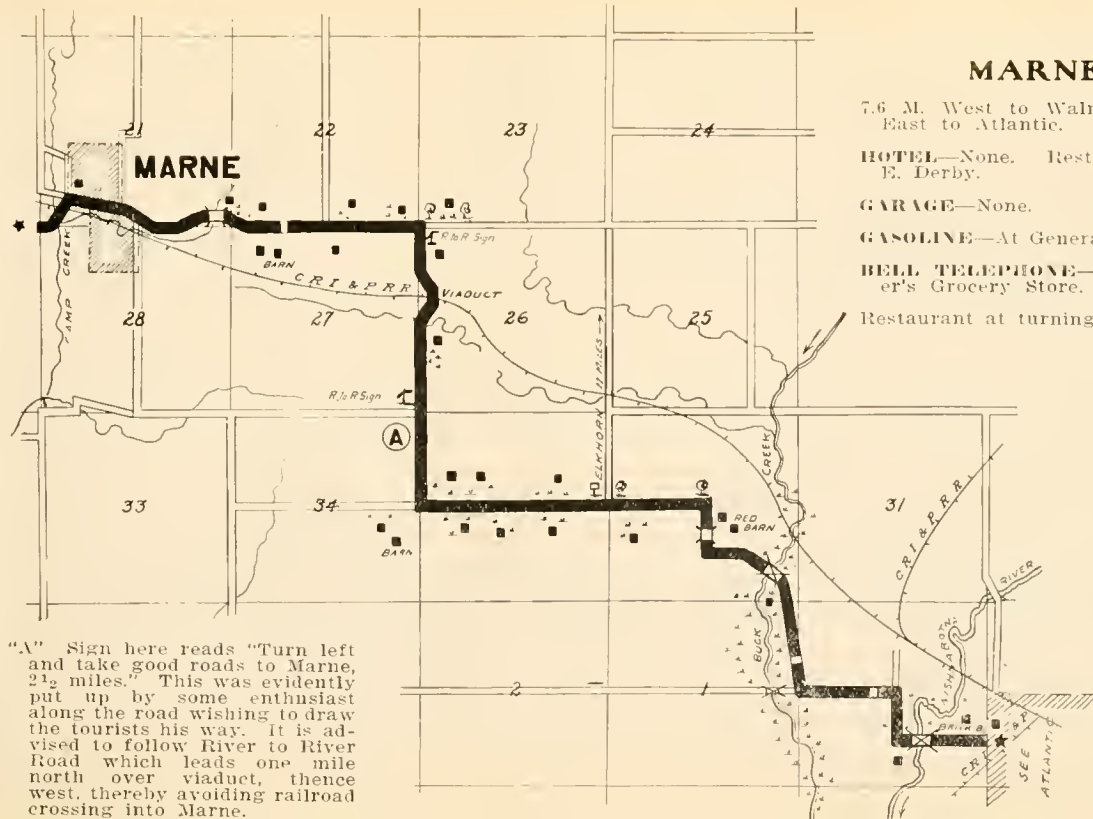 MARNE
7.6 M. West to
East to Atlantic.
HOTEL—None.
E. Derby.
GARAGE—None.
GASOLINE—At
BELL TELEPHONE—
er's Grocery Store.
Restaurant at turning
21
22
23
24
MARNE
R to R Sign
BARN
C R I & P R R
VIADUCT
CREEK
CAMP
28
27
26
25
ELKHORN 11 MILES
R to R Sign
A
CREEK
33
34
31
RED
BARN
BARN
C R I & P R R
RIVER
BUCK
2
1
BRICK B.
C R I & P
SEE
ATLANTIC
"A" Sign here reads "Turn left
and take good roads to Marne,
2½ miles." This was evidently
put up by some enthusiast
along the road wishing to draw
the tourists his way. It is ad-
vised to follow River to River
Road which leads one mile
north over viaduct, thence
west, thereby avoiding railroad
crossing into Marne.